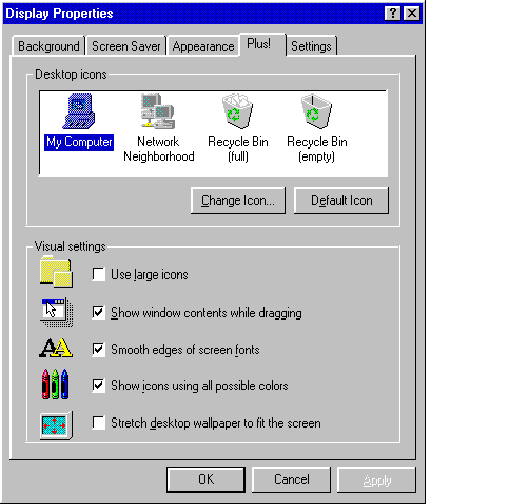 Display Properties
Background Screen Saver Appearance Plus! Settings
Desktop icons
My Computer
Network Neighborhood
Recycle Bin (full)
Recycle Bin (empty)
Change Icon... Default Icon
Visual settings
Use large icons
Show window contents while dragging
Smooth edges of screen fonts
Show icons using all possible colors
Stretch desktop wallpaper to fit the screen
OK Cancel Apply